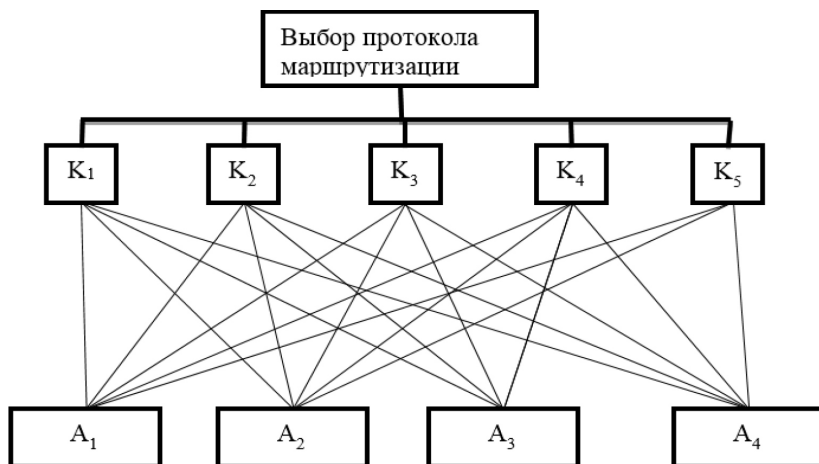 Выбор протокола
маршрутизации
K₁ K₂ K₃ K₄ K₅
A₁ A₂ A₃ A₄